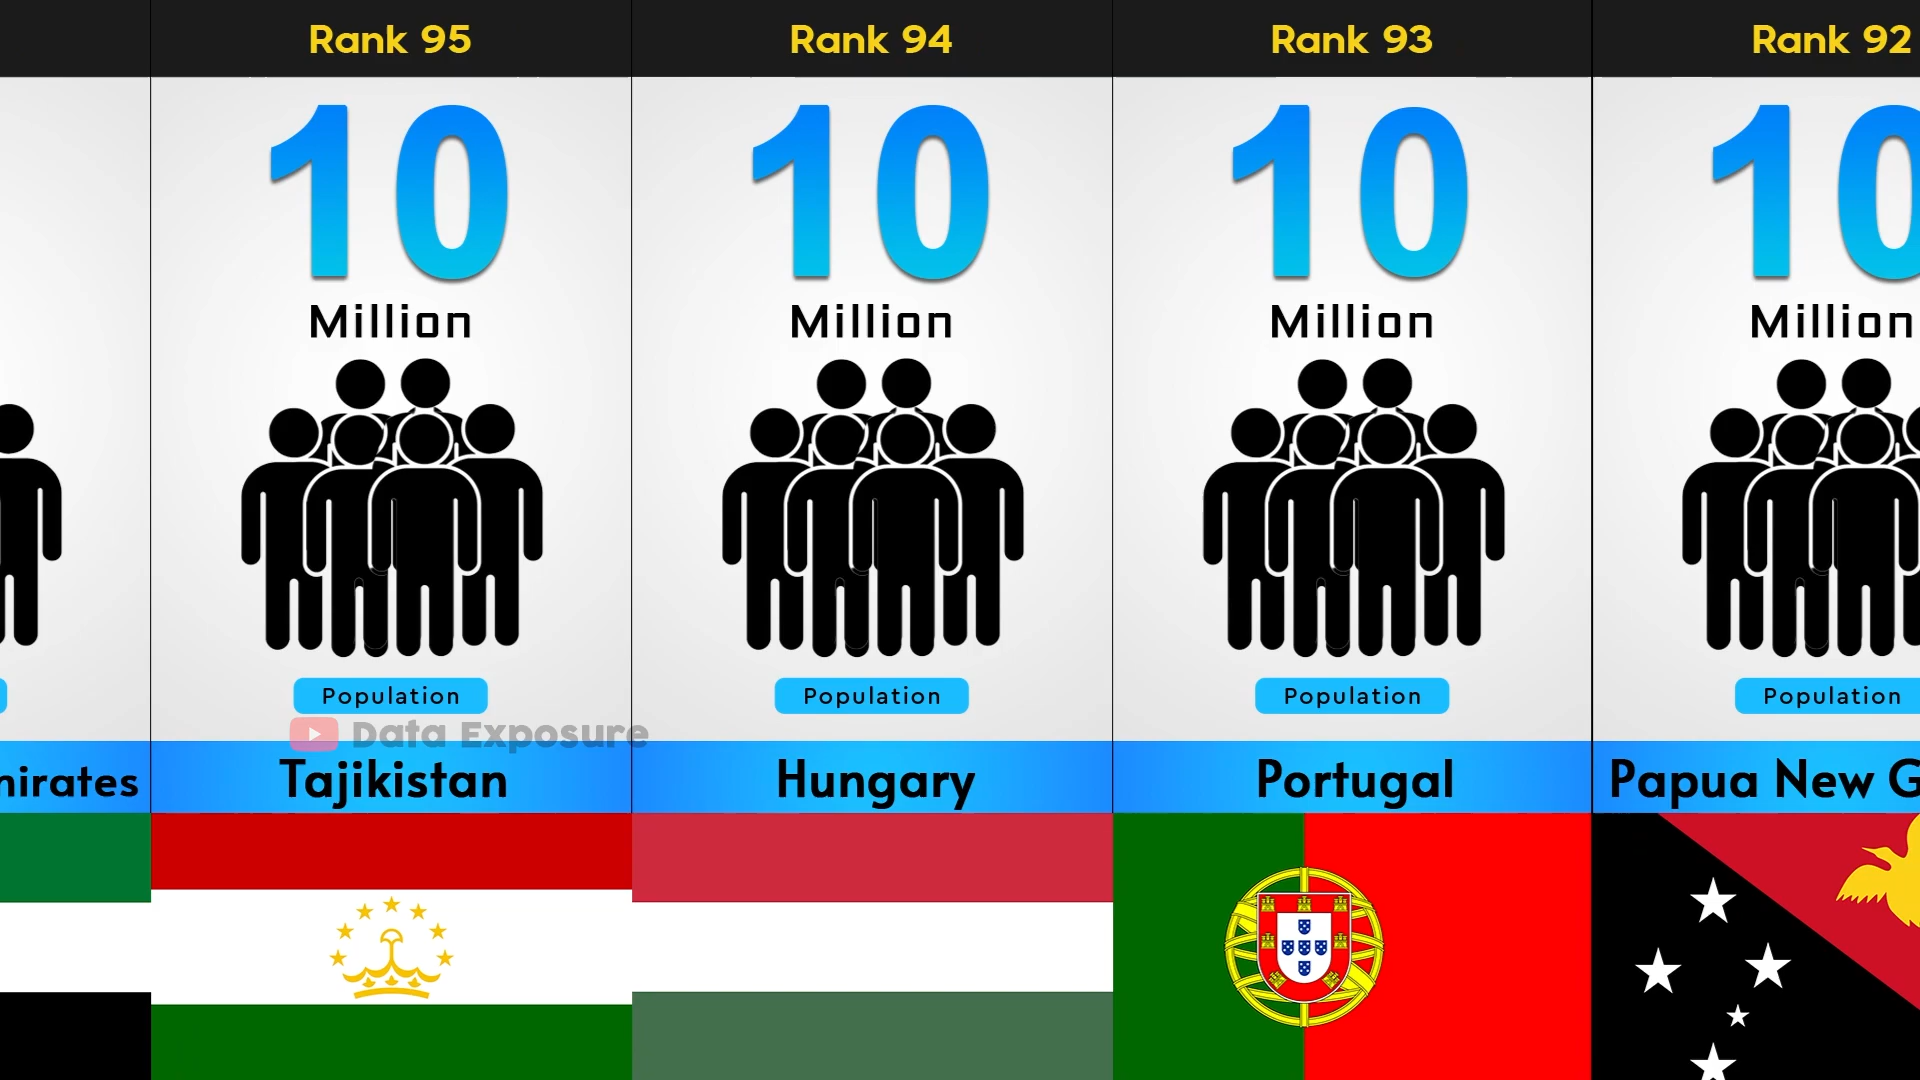 Rank 95
Rank 94
Rank 93
Rank 92
10
10
10
10
Million
Million
Million
Million
Population
Population
Population
Population
Data Exposure
mirates
Tajikistan
Hungary
Portugal
Papua New G